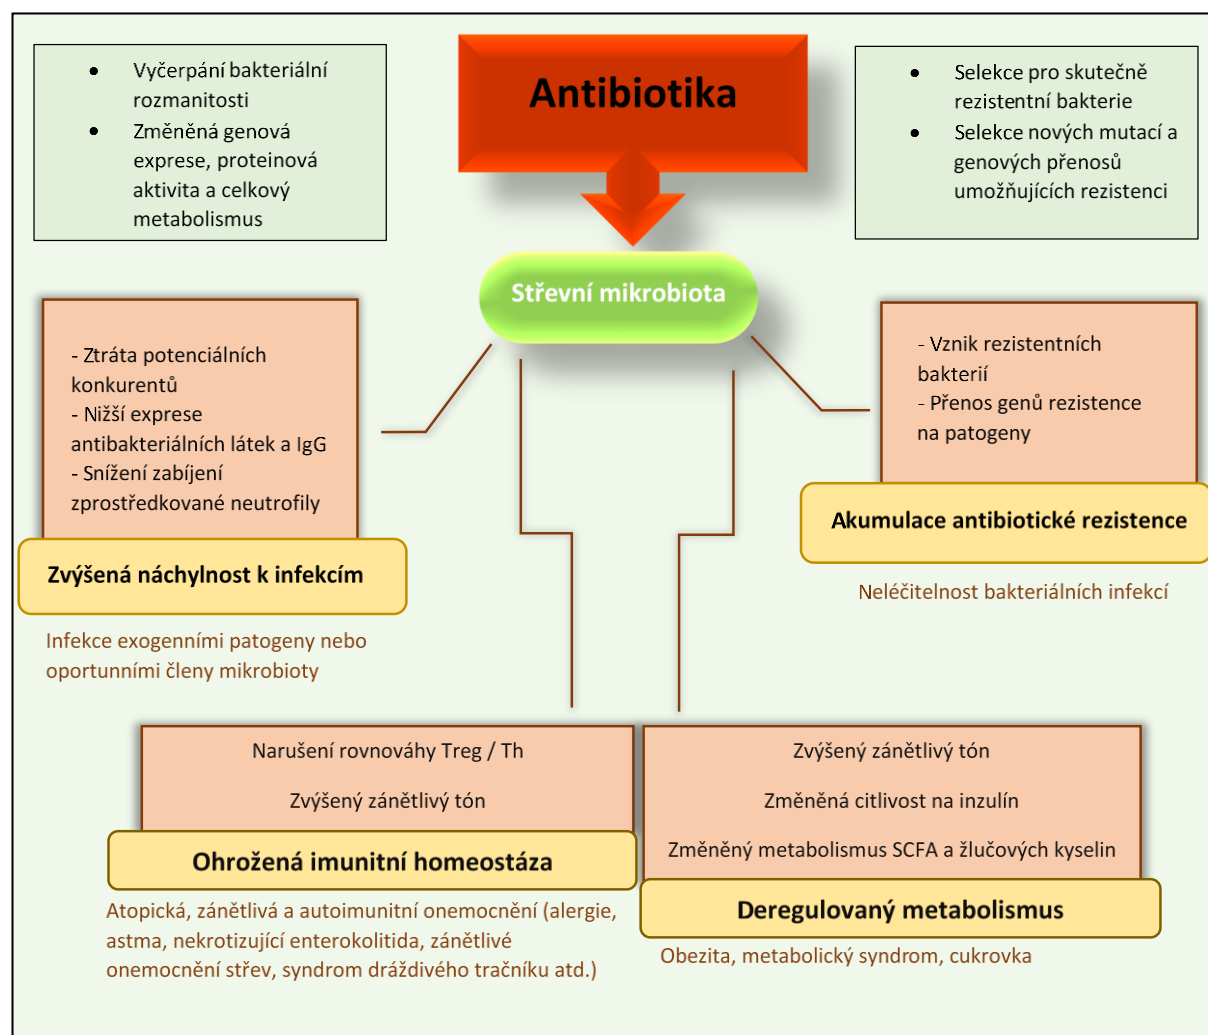 Antibiotika
• Vyčerpání bakteriální
rozmanitosti
• Změněná genová
exprese, proteinová
aktivita a celkový
metabolismus
• Selekce pro skutečně
rezistentní bakterie
• Selekce nových mutací a
genových přenosů
umožňujících rezistenci
Střevní mikrobiota
- Ztráta potenciálních
konkurentů
- Nižší exprese
antibakteriálních látek a IgG
- Snížení zabíjení
zprostředkované neutrofily
Zvýšená náchylnost k infekcím
Infekce exogenními patogeny nebo
oportunními členy mikrobioty
- Vznik rezistentních
bakterií
- Přenos genů rezistence
na patogeny
Akumulace antibiotické rezistence
Neléčitelnost bakteriálních infekcí
Narušení rovnováhy Treg / Th
Zvýšený zánětlivý tón
Ohrožená imunitní homeostáza
Atopická, zánětlivá a autoimunitní onemocnění (alergie,
astma, nekrotizující enterokolitida, zánětlivé
onemocnění střev, syndrom dráždivého tračníku atd.)
Zvýšený zánětlivý tón
Změněná citlivost na inzulín
Změněný metabolismus SCFA a žlučových kyselin
Deregulovaný metabolismus
Obezita, metabolický syndrom, cukrovka